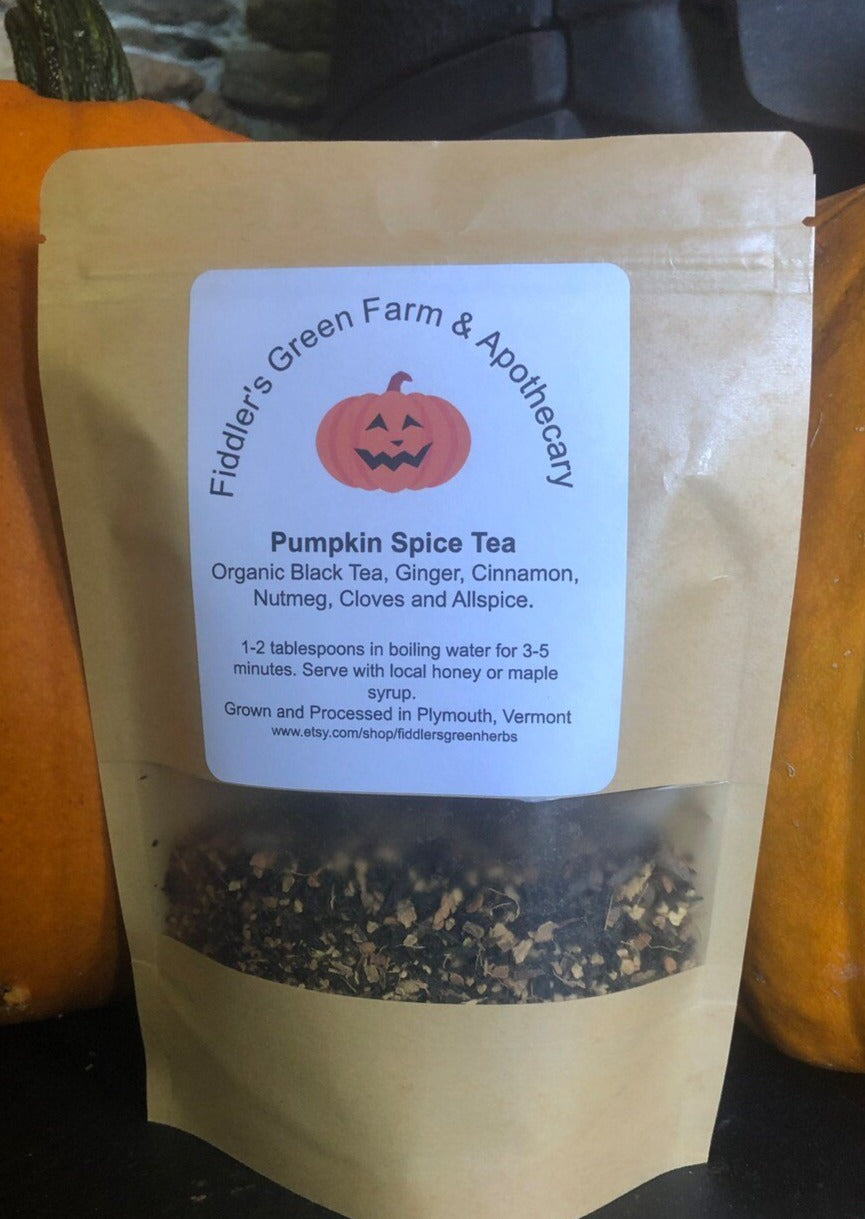 Fiddler's Green Farm & Apothecary
Pumpkin Spice Tea
Organic Black Tea, Ginger, Cinnamon,
Nutmeg, Cloves and Allspice.
1-2 tablespoons in boiling water for 3-5
minutes. Serve with local honey or maple
syrup.
Grown and Processed in Plymouth, Vermont
www.etsy.com/shop/fiddlersgreenherbs